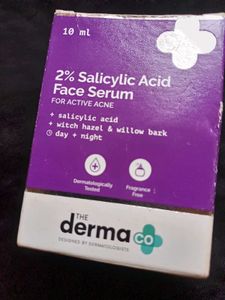 10 ml
2% Salicylic Acid
Face Serum
FOR ACTIVE ACNE
+ salicylic acid
+ witch hazel & willow bark
day + night
Dermatologically
Tested
Fragrance
Free
THE
derma co
DESIGNED BY DERMATOLOGISTS